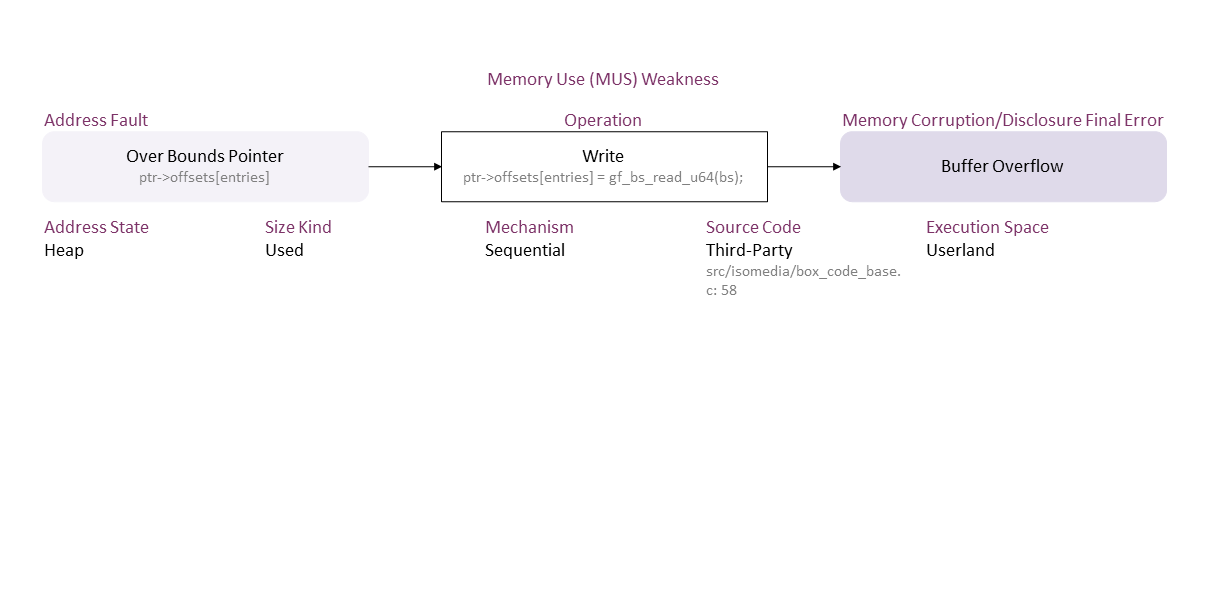 Memory Use (MUS) Weakness
Address Fault
Operation
Memory Corruption/Disclosure Final Error
Over Bounds Pointer
ptr->offsets[entries]
Write
ptr->offsets[entries] = gf_bs_read_u64(bs);
Buffer Overflow
Address State
Heap
Size Kind
Used
Mechanism
Sequential
Source Code
Third-Party
src/isomedia/box_code_base.
c: 58
Execution Space
Userland